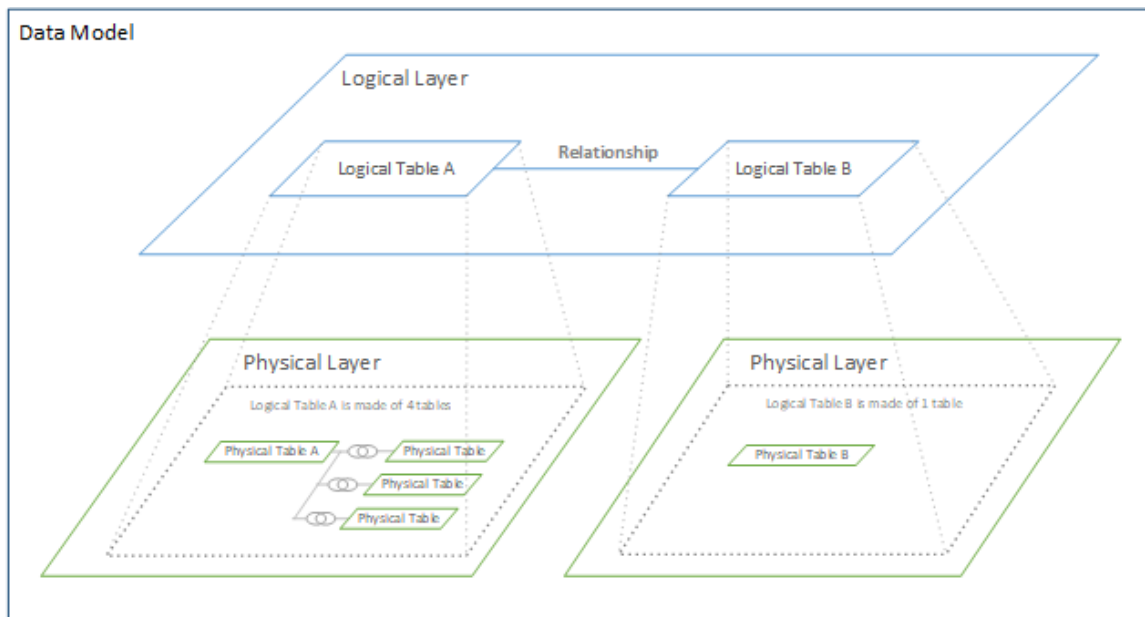 Data Model
Logical Layer
Logical Table A
Relationship
Logical Table B
Physical Layer
Logical Table A is made of 4 tables
Physical Table A
Physical Table
Physical Table
Physical Table
Physical Layer
Logical Table B is made of 1 table
Physical Table B